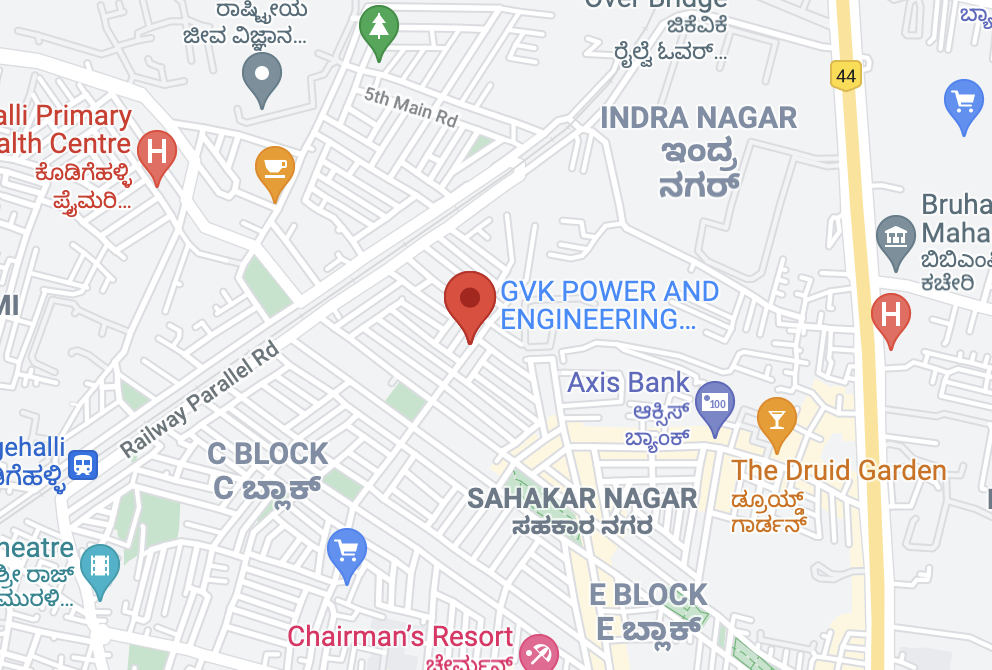 ರಾಷ್ಟ್ರೀಯ
ಜೀವ ವಿಜ್ಞಾನ...
Over Bridge
ಜಿಕೆವಿಕೆ
ರೈಲ್ವೆ ಓವರ್...
44
5th Main Rd
alli Primary
alth Centre
ಕೊಡಿಗೆಹಳ್ಳಿ
ಪ್ರೈಮರಿ...
H
INDRA NAGAR
ಇಂದ್ರ
ನಗರ್
Bruha
Maha
ಬಿಬಿಎಂಪಿ
ಕಚೇರಿ
H
MI
GVK POWER AND
ENGINEERING...
Railway Parallel Rd
Axis Bank
ಆಕ್ಸಿಸ್
ಬ್ಯಾಂಕ್
100
The Druid Garden
ಡ್ರೂಯ್ಡ್
ಗಾರ್ಡನ್
gehalli
ಗೆಹಳ್ಳಿ
C BLOCK
C ಬ್ಲಾಕ್
SAHAKAR NAGAR
ಸಹಕಾರ ನಗರ
heatre
ಶ್ರೀ ರಾಜ್
ಮುರಳಿ...
E BLOCK
E ಬ್ಲಾಕ್
Chairman's Resort
ಚೇರ್ಮನ್